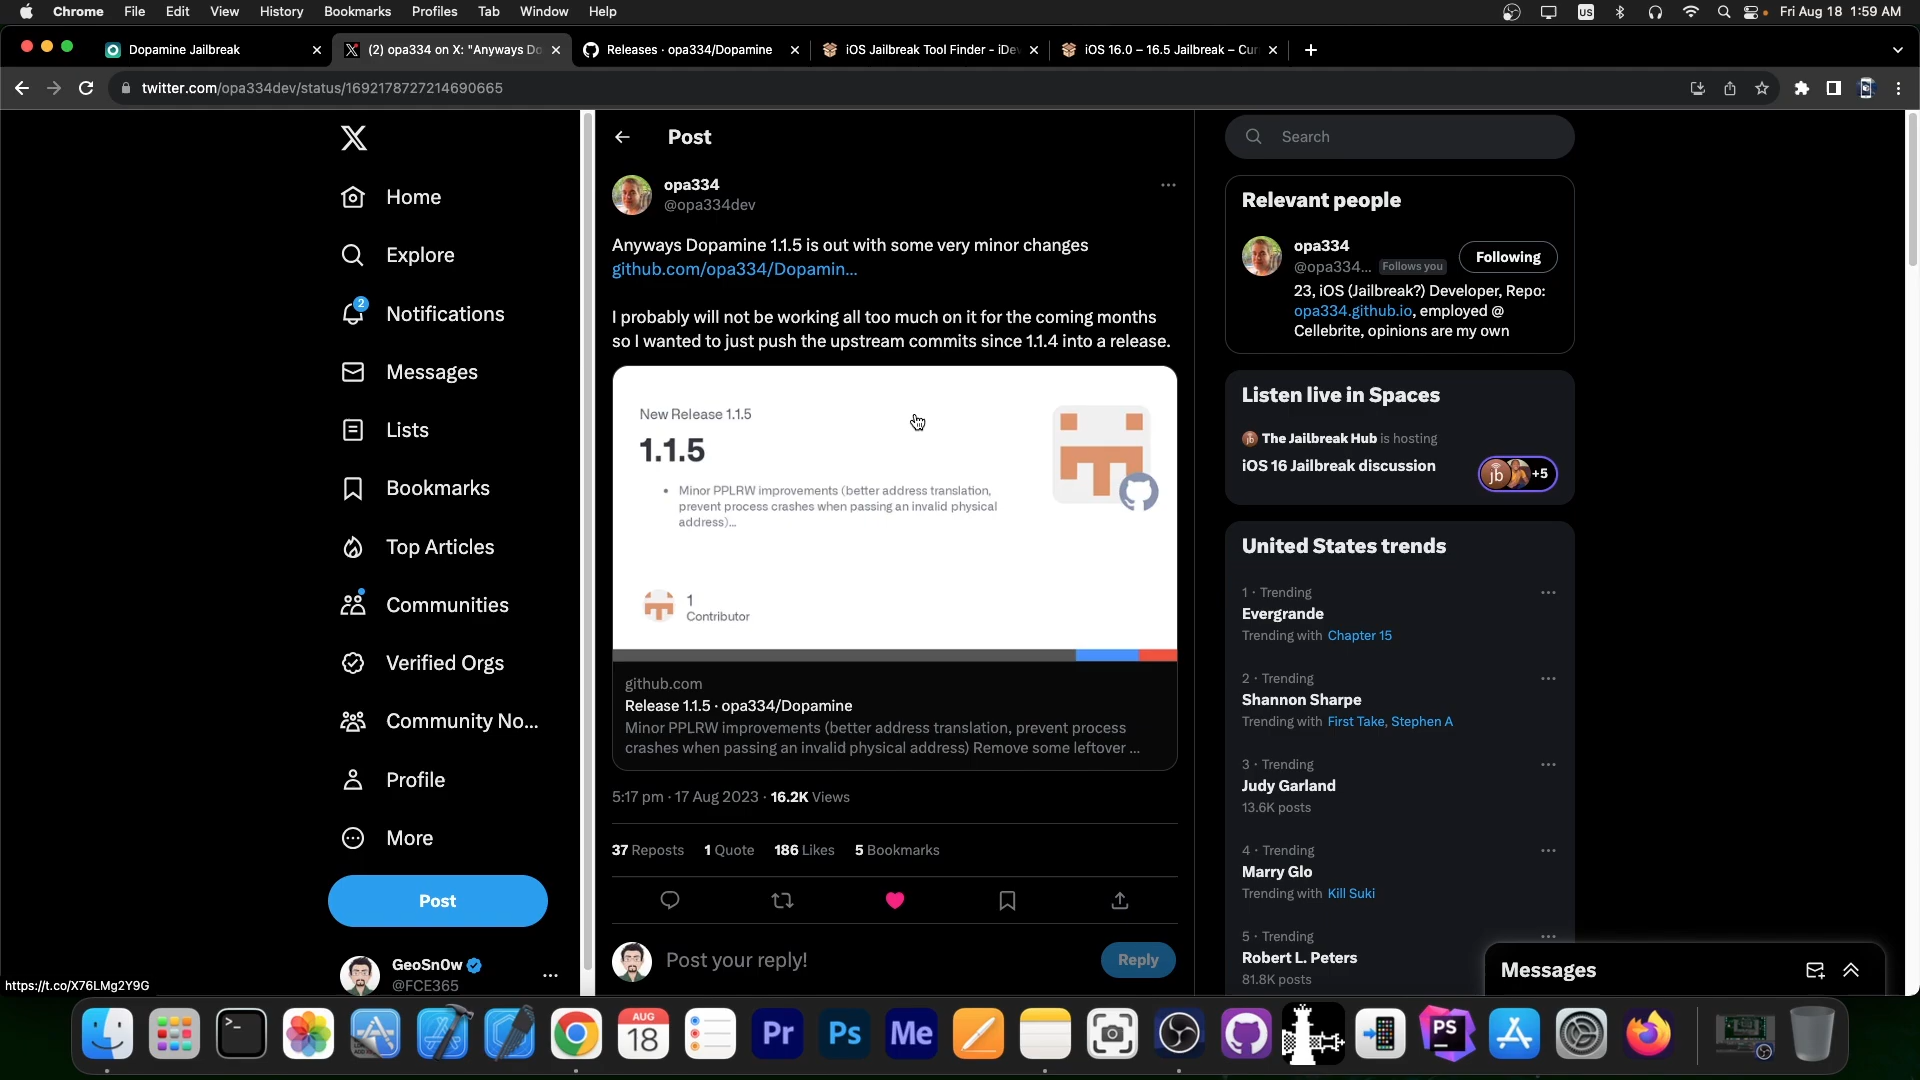 Chrome File Edit View History Bookmarks Profiles Tab Window Help
US
Fri Aug 18 1:59 AM
Dopamine Jailbreak
(2) opa334 on X: "Anyways Do
Releases · opa334/Dopamine
iOS Jailbreak Tool Finder - iDe
iOS 16.0 – 16.5 Jailbreak – Cur
twitter.com/opa334dev/status/1692178727214690665
Home
Explore
2
Notifications
Messages
Lists
Bookmarks
Top Articles
Communities
Verified Orgs
Community No...
Profile
More
Post
GeoSn0w
@FCE365
https://t.co/X76LMg2Y9G
Post
opa334
@opa334dev
Anyways Dopamine 1.1.5 is out with some very minor changes
github.com/opa334/Dopamin...
I probably will not be working all too much on it for the coming months
so I wanted to just push the upstream commits since 1.1.4 into a release.
New Release 1.1.5
1.1.5
• Minor PPLRW improvements (better address translation,
prevent process crashes when passing an invalid physical
address)...
1
Contributor
github.com
Release 1.1.5 · opa334/Dopamine
Minor PPLRW improvements (better address translation, prevent process
crashes when passing an invalid physical address) Remove some leftover ...
5:17 pm · 17 Aug 2023 · 16.2K Views
37 Reposts 1 Quote 186 Likes 5 Bookmarks
Post your reply!
Reply
Search
Relevant people
opa334
@opa334... Follows you
Following
23, iOS (Jailbreak?) Developer, Repo:
opa334.github.io, employed @
Cellebrite, opinions are my own
Listen live in Spaces
jb The Jailbreak Hub is hosting
iOS 16 Jailbreak discussion
jb +5
United States trends
1 · Trending
Evergrande
Trending with Chapter 15
2 · Trending
Shannon Sharpe
Trending with First Take, Stephen A
3 · Trending
Judy Garland
13.6K posts
4 · Trending
Marry Glo
Trending with Kill Suki
5 · Trending
Robert L. Peters
81.8K posts
Messages
AUG
18
Pr
Ps
Me
PS